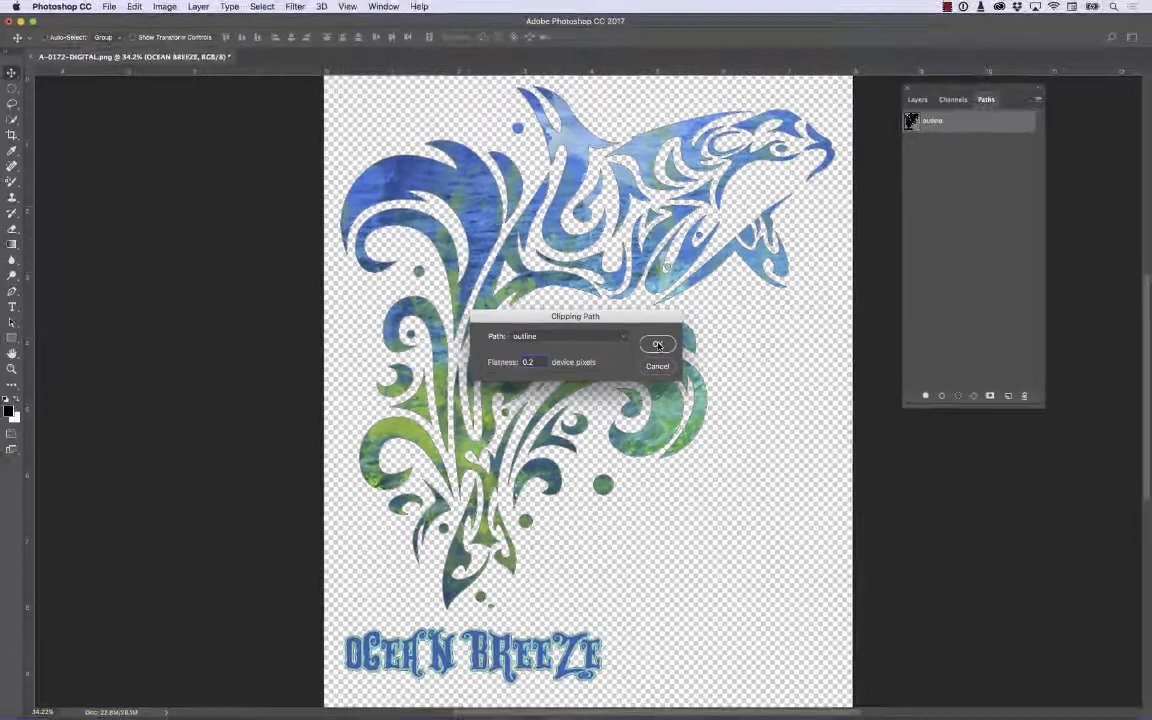 Photoshop CC File Edit Image Layer Type Select Filter 3D View Window Help
Adobe Photoshop CC 2017
Auto-Select: Group Show Transform Controls
A-0172-DIGITAL.png @ 34.2% (OCEAN BREEZE, RGB/8) *
Layers Channels Paths
outline
Clipping Path
Path: outline
OK
Flatness: 0.2 device pixels
Cancel
OCEAN BREEZE
34.22% Doc: 22.6M/28.1M